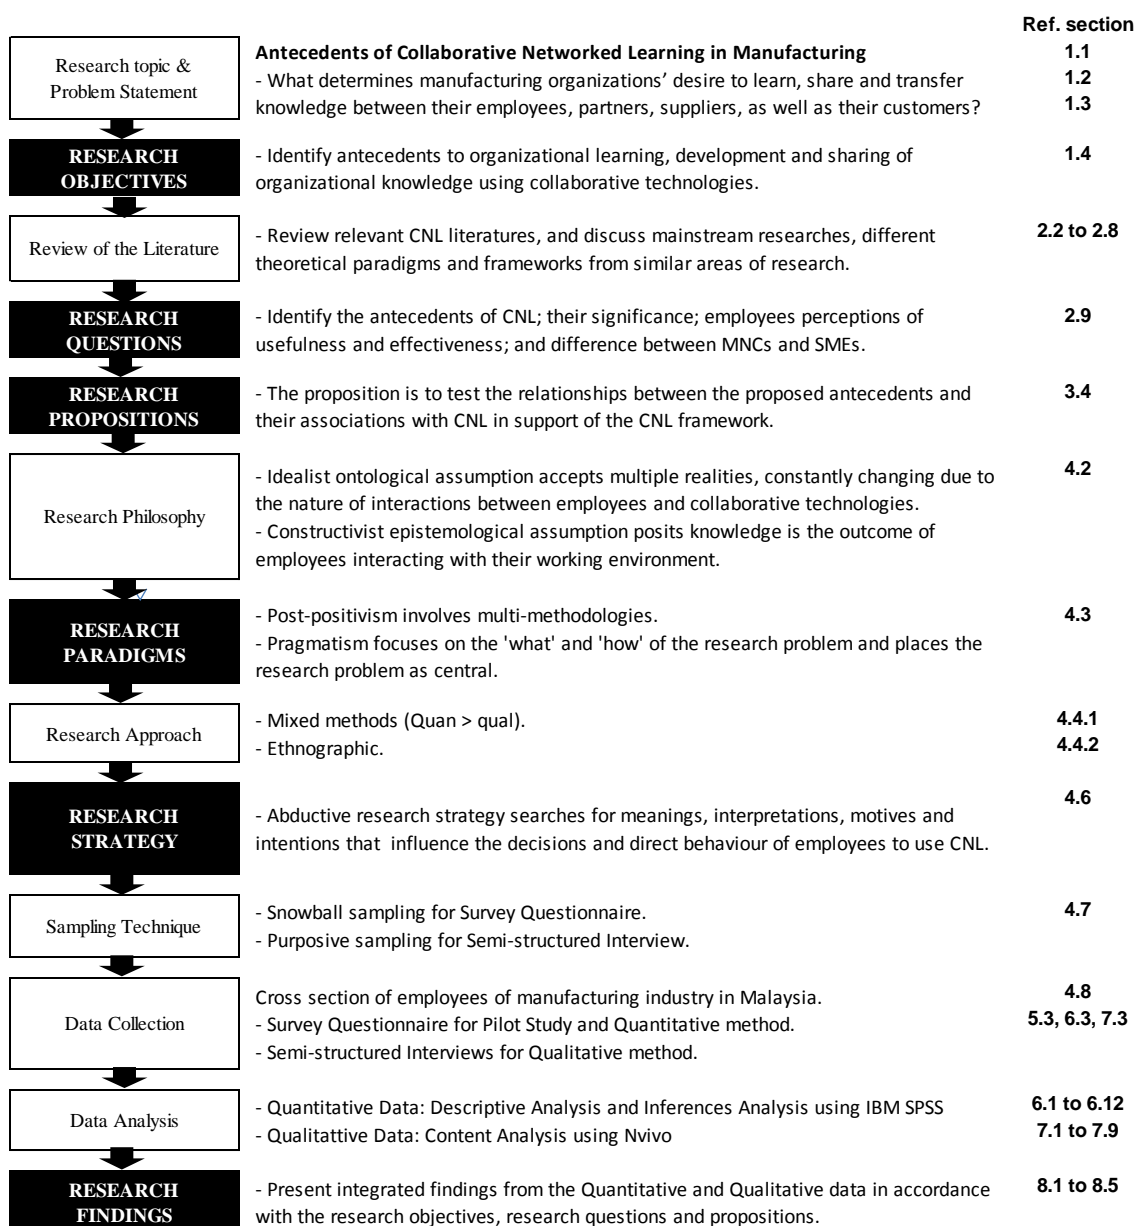 Ref. section
Research topic &
Problem Statement
Antecedents of Collaborative Networked Learning in Manufacturing
1.1
- What determines manufacturing organizations' desire to learn, share and transfer
1.2
knowledge between their employees, partners, suppliers, as well as their customers?
1.3
RESEARCH
OBJECTIVES
- Identify antecedents to organizational learning, development and sharing of
organizational knowledge using collaborative technologies.
1.4
Review of the Literature
- Review relevant CNL literatures, and discuss mainstream researches, different
theoretical paradigms and frameworks from similar areas of research.
2.2 to 2.8
RESEARCH
QUESTIONS
- Identify the antecedents of CNL; their significance; employees perceptions of
usefulness and effectiveness; and difference between MNCs and SMEs.
2.9
RESEARCH
PROPOSITIONS
- The proposition is to test the relationships between the proposed antecedents and
their associations with CNL in support of the CNL framework.
3.4
Research Philosophy
- Idealist ontological assumption accepts multiple realities, constantly changing due to
the nature of interactions between employees and collaborative technologies.
- Constructivist epistemological assumption posits knowledge is the outcome of
employees interacting with their working environment.
4.2
RESEARCH
PARADIGMS
- Post-positivism involves multi-methodologies.
- Pragmatism focuses on the 'what' and 'how' of the research problem and places the
research problem as central.
4.3
Research Approach
- Mixed methods (Quan > qual).
4.4.1
- Ethnographic.
4.4.2
RESEARCH
STRATEGY
- Abductive research strategy searches for meanings, interpretations, motives and
intentions that influence the decisions and direct behaviour of employees to use CNL.
4.6
Sampling Technique
- Snowball sampling for Survey Questionnaire.
- Purposive sampling for Semi-structured Interview.
4.7
Data Collection
Cross section of employees of manufacturing industry in Malaysia.
4.8
- Survey Questionnaire for Pilot Study and Quantitative method.
5.3, 6.3, 7.3
- Semi-structured Interviews for Qualitative method.
Data Analysis
- Quantitative Data: Descriptive Analysis and Inferences Analysis using IBM SPSS
6.1 to 6.12
- Qualitattive Data: Content Analysis using Nvivo
7.1 to 7.9
RESEARCH
FINDINGS
- Present integrated findings from the Quantitative and Qualitative data in accordance
with the research objectives, research questions and propositions.
8.1 to 8.5